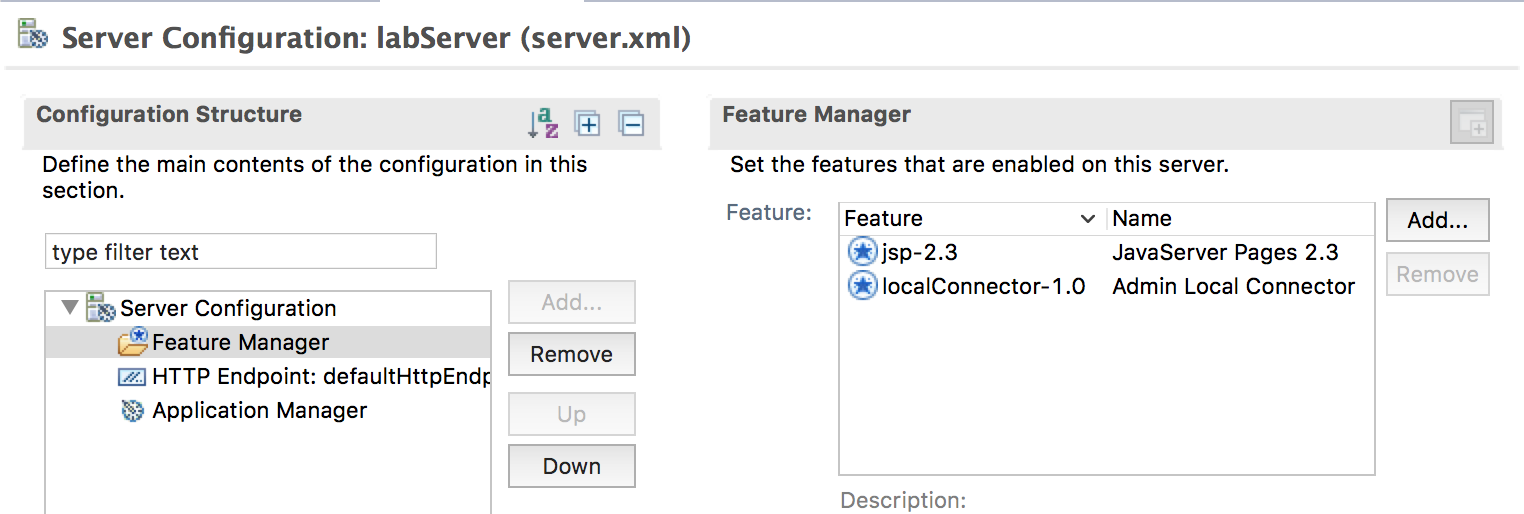 Server Configuration: labServer (server.xml)
Configuration Structure
Define the main contents of the configuration in this
section.
type filter text
Server Configuration
Feature Manager
HTTP Endpoint: defaultHttpEndp
Application Manager
Add...
Remove
Up
Down
Feature Manager
Set the features that are enabled on this server.
Feature:
Feature Name
jsp-2.3 JavaServer Pages 2.3
localConnector-1.0 Admin Local Connector
Add...
Remove
Description: